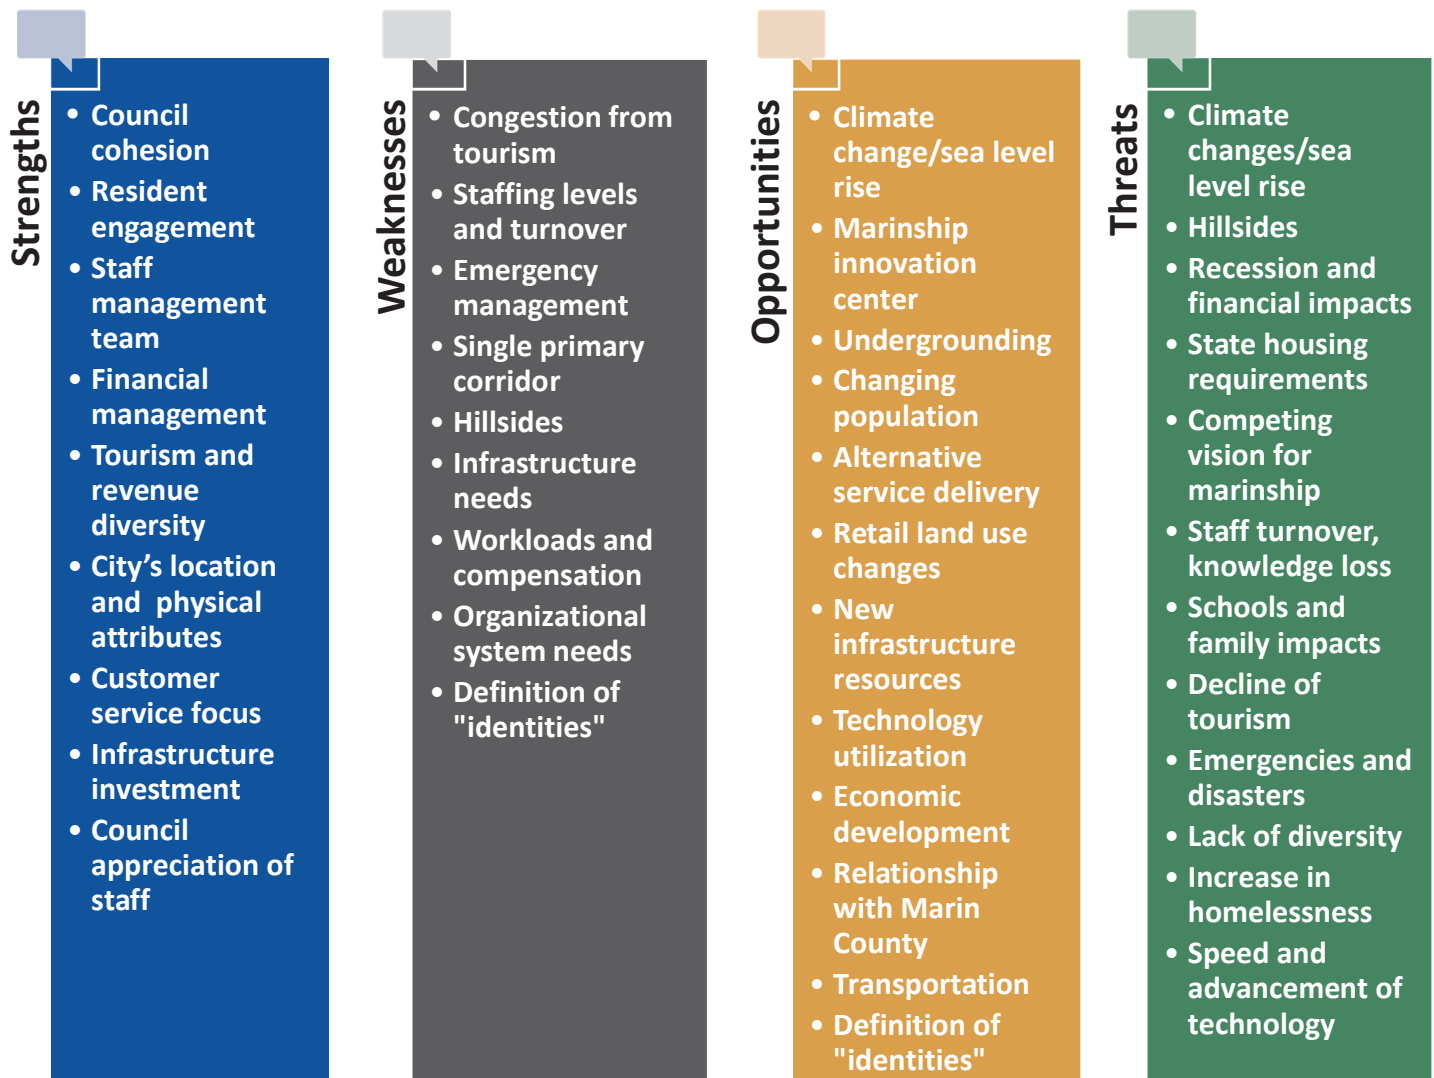 Strengths
• Council
cohesion
• Resident
engagement
• Staff
management
team
• Financial
management
• Tourism and
revenue
diversity
• City’s location
and  physical
attributes
• Customer
service focus
• Infrastructure
investment
• Council
appreciation of
staff
Weaknesses
• Congestion from
tourism
• Staffing levels
and turnover
• Emergency
management
• Single primary
corridor
• Hillsides
• Infrastructure
needs
• Workloads and
compensation
• Organizational
system needs
• Definition of
"identities"
Opportunities
• Climate
change/sea level
rise
• Marinship
innovation
center
• Undergrounding
• Changing
population
• Alternative
service delivery
• Retail land use
changes
• New
infrastructure
resources
• Technology
utilization
• Economic
development
• Relationship
with Marin
County
• Transportation
• Definition of
"identities"
Threats
• Climate
changes/sea
level rise
• Hillsides
• Recession and
financial impacts
• State housing
requirements
• Competing
vision for
marinship
• Staff turnover,
knowledge loss
• Schools and
family impacts
• Decline of
tourism
• Emergencies and
disasters
• Lack of diversity
• Increase in
homelessness
• Speed and
advancement of
technology